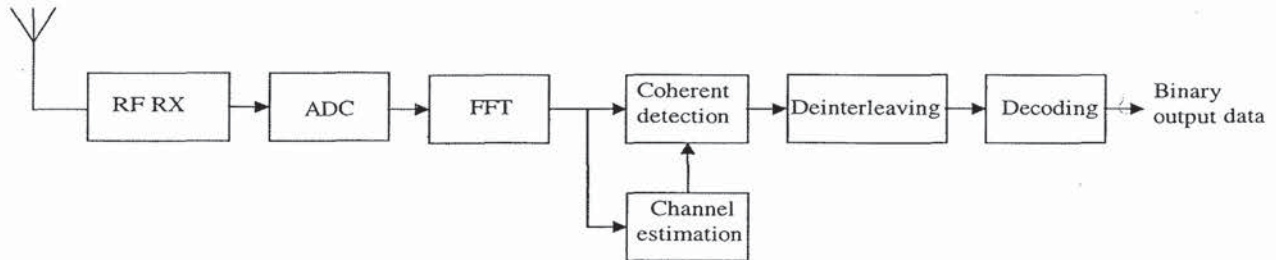 RF RX
ADC
FFT
Coherent
detection
Deinterleaving
Decoding
Binary
output data
Channel
estimation